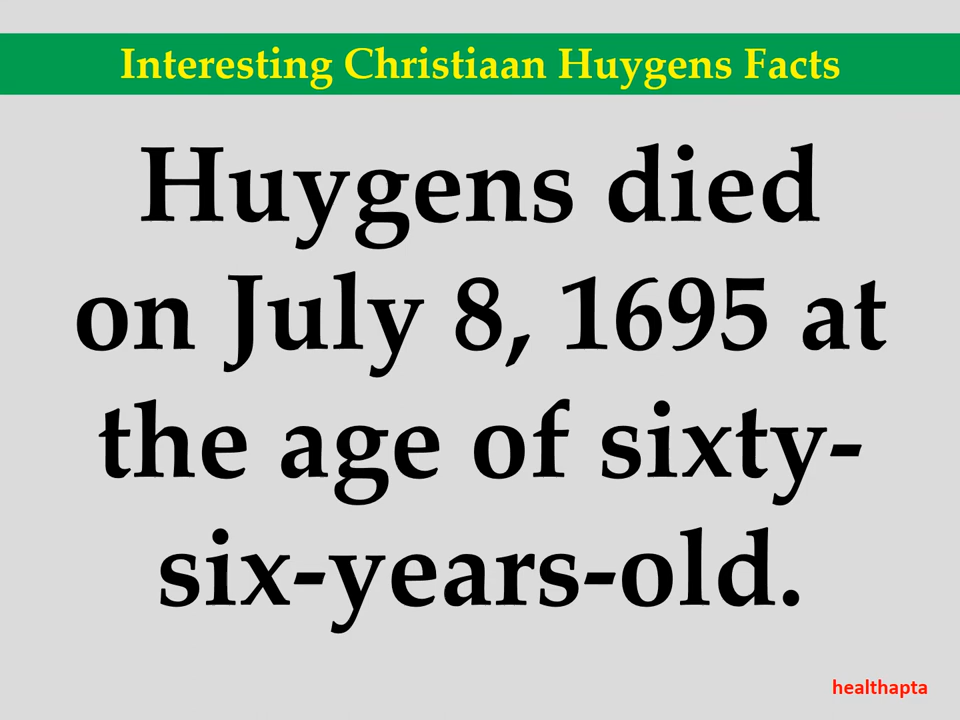 Interesting Christiaan Huygens Facts
Huygens died
on July 8, 1695 at
the age of sixty-
six-years-old.
healthapta